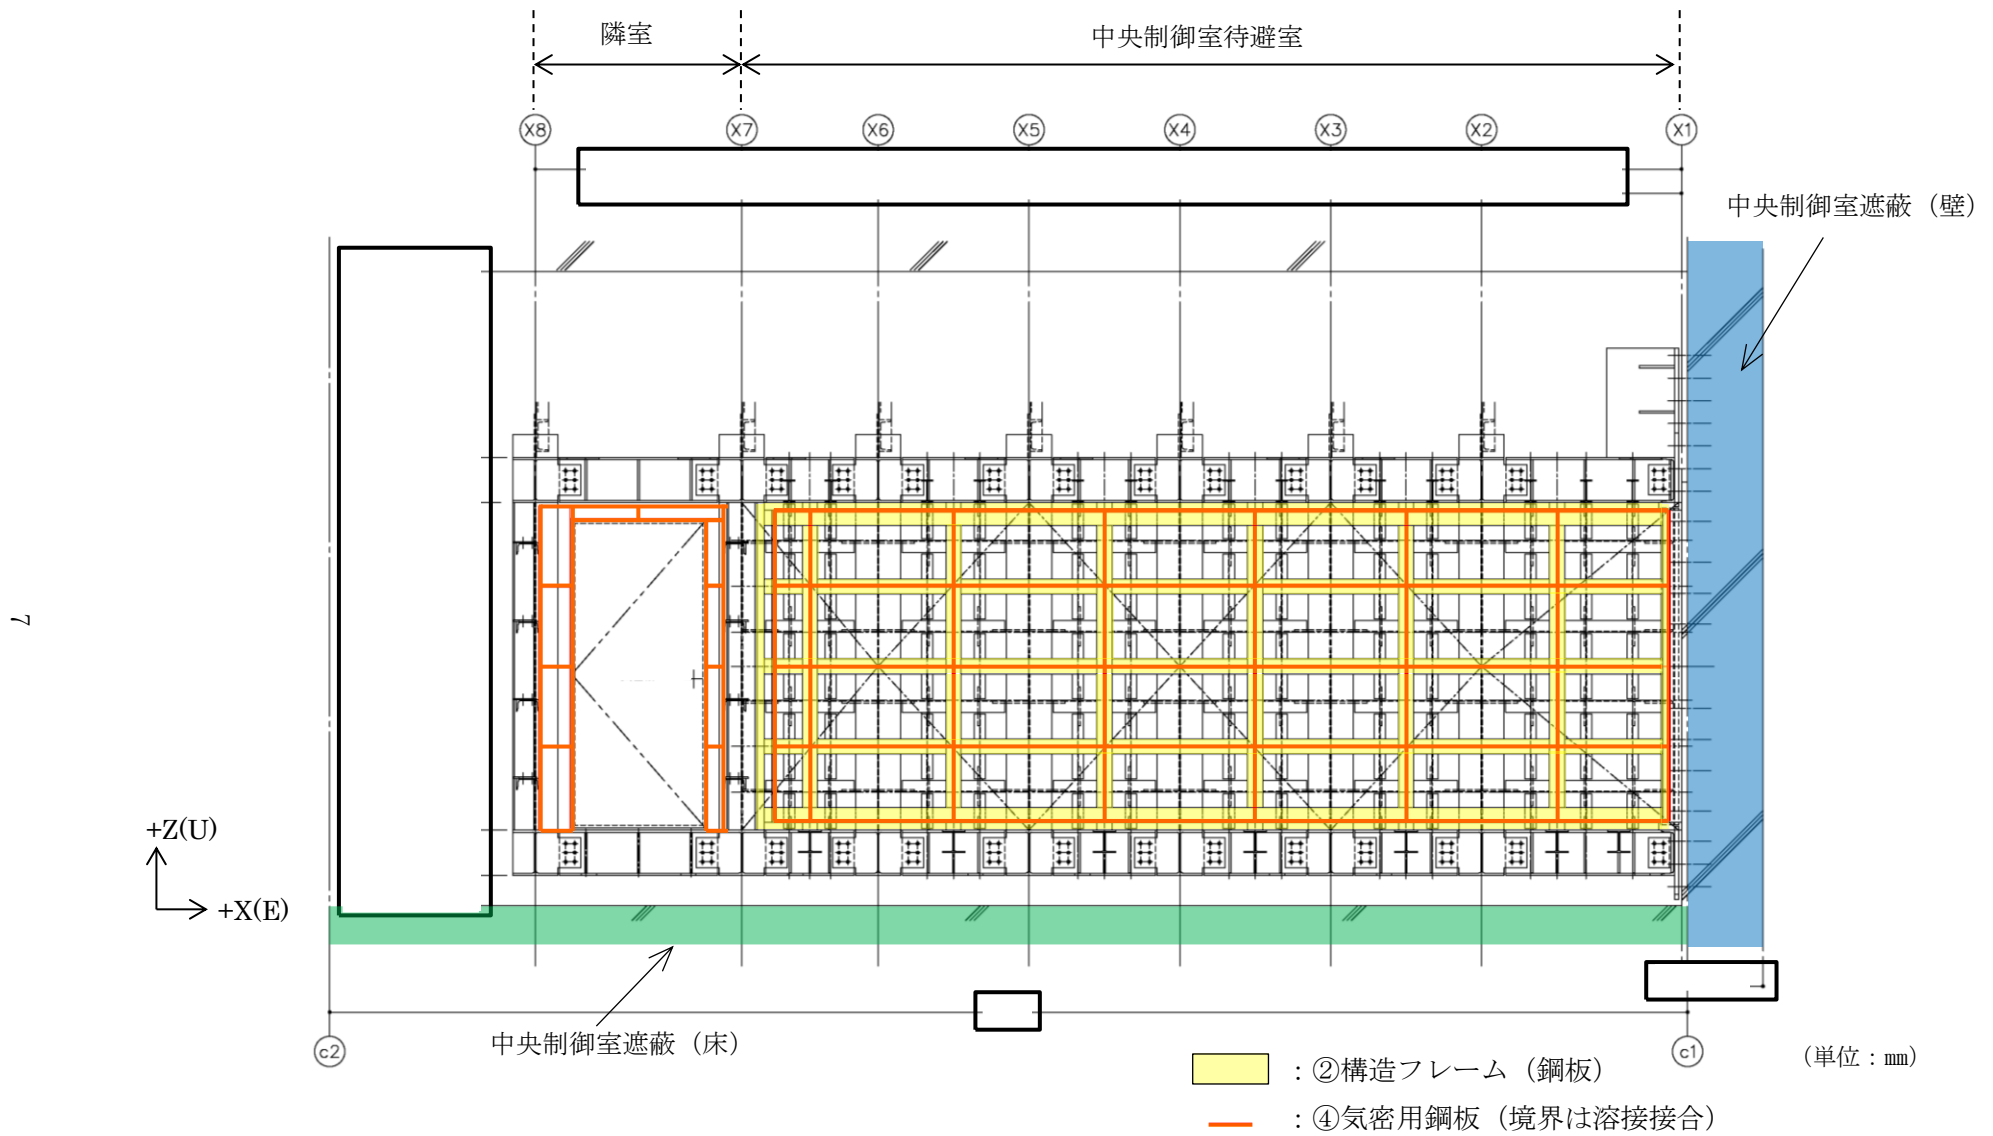 隣室
中央制御室待避室
X8
X7
X6
X5
X4
X3
X2
X1
中央制御室遮蔽（壁）
7
+Z(U)
+X(E)
中央制御室遮蔽（床）
c2
c1
（単位：㎜）
：②構造フレーム（鋼板）
：④気密用鋼板（境界は溶接接合）